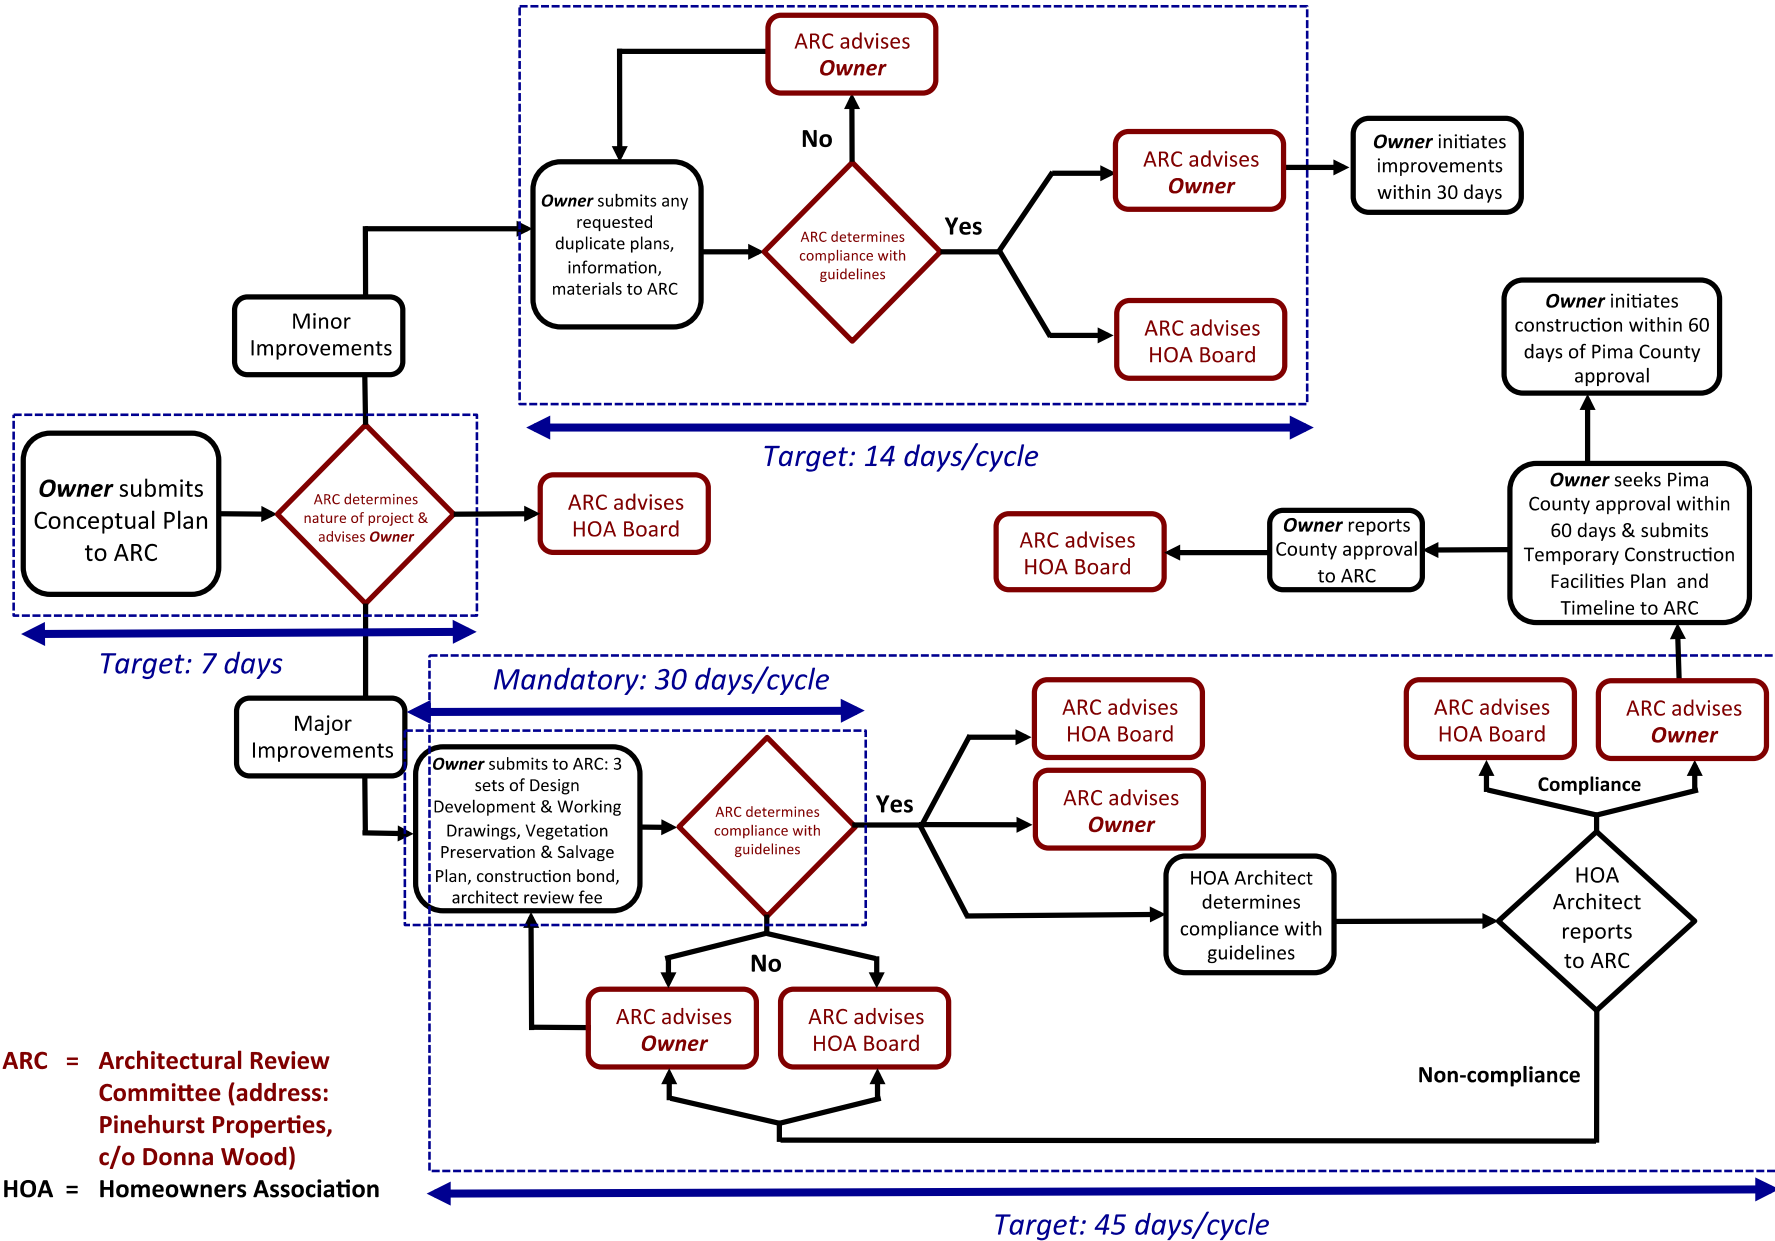 ARC advises
Owner
No
Owner submits any
requested
duplicate plans,
information,
materials to ARC
ARC determines
compliance with
guidelines
Yes
ARC advises
Owner
Owner initiates
improvements
within 30 days
ARC advises
HOA Board
Target: 14 days/cycle
Minor
Improvements
Owner submits
Conceptual Plan
to ARC
ARC determines
nature of project &
advises Owner
ARC advises
HOA Board
Target: 7 days
Owner initiates
construction within 60
days of Pima County
approval
Owner seeks Pima
County approval within
60 days & submits
Temporary Construction
Facilities Plan and
Timeline to ARC
Owner reports
County approval
to ARC
ARC advises
HOA Board
Major
Improvements
Mandatory: 30 days/cycle
Owner submits to ARC: 3
sets of Design
Development & Working
Drawings, Vegetation
Preservation & Salvage
Plan, construction bond,
architect review fee
ARC determines
compliance with
guidelines
Yes
ARC advises
HOA Board
ARC advises
Owner
HOA Architect
determines
compliance with
guidelines
HOA
Architect
reports
to ARC
Compliance
ARC advises
HOA Board
ARC advises
Owner
No
ARC advises
Owner
ARC advises
HOA Board
Non-compliance
Target: 45 days/cycle
ARC = Architectural Review
Committee (address:
Pinehurst Properties,
c/o Donna Wood)
HOA = Homeowners Association